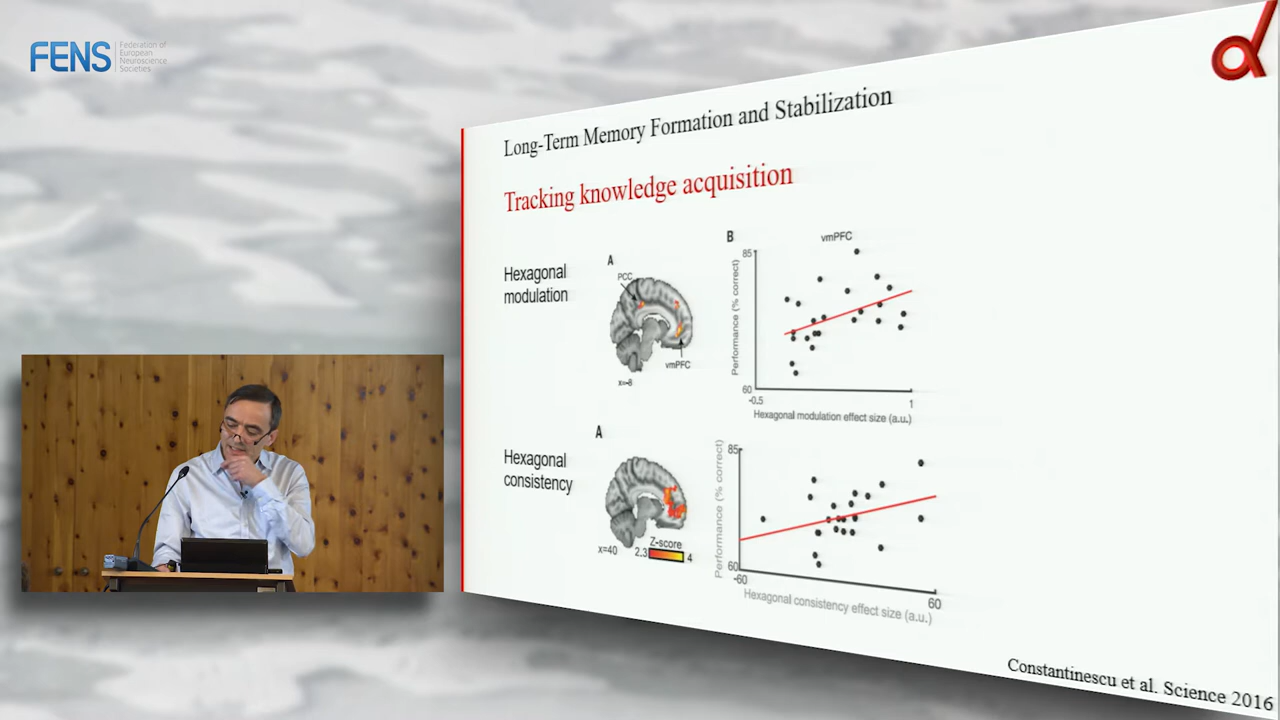 FENS
Federation of
European
Neuroscience
Societies
Long-Term Memory Formation and Stabilization
Tracking knowledge acquisition
Hexagonal
modulation
A
PCC
vmPFC
x=-8
B
vmPFC
85
Performance (% correct)
60
-0.5
1
Hexagonal modulation effect size (a.u.)
Hexagonal
consistency
A
x=40
Z-score
2.3
4
85
Performance (% correct)
60
-60
60
Hexagonal consistency effect size (a.u.)
Constantinescu et al. Science 2016